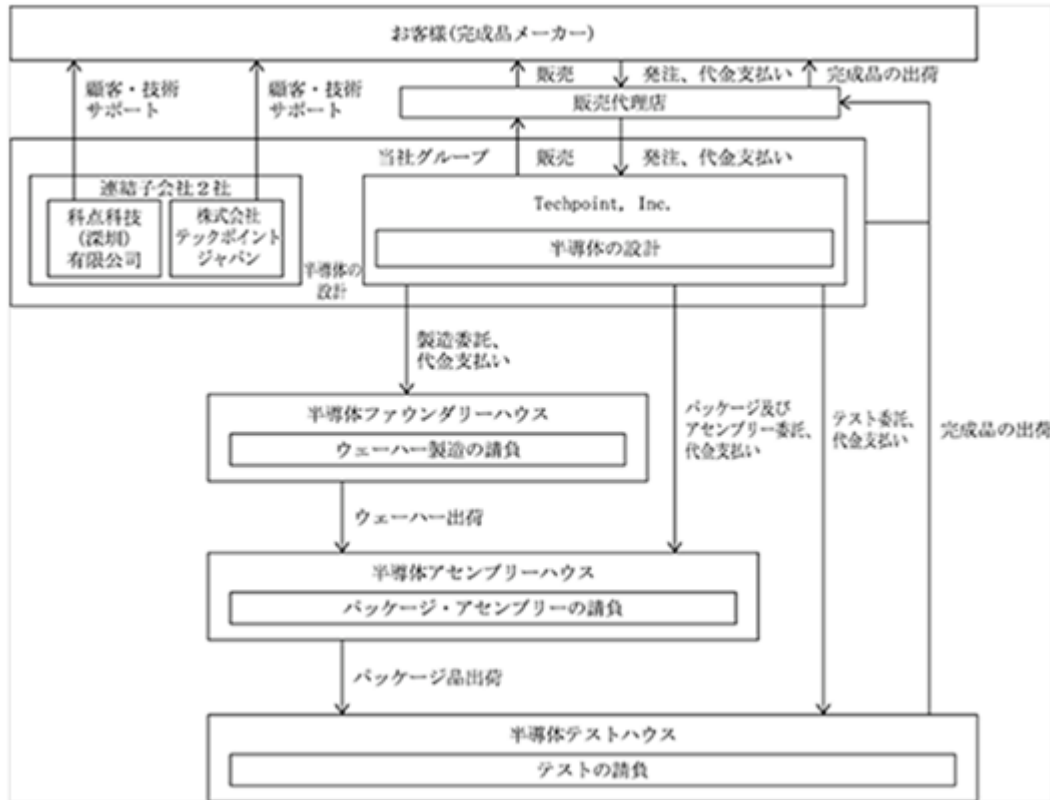 お客様(完成品メーカー)
顧客・技術
サポート
顧客・技術
サポート
販売
発注、代金支払い
完成品の出荷
販売代理店
当社グループ
販売
発注、代金支払い
連結子会社2社
科点科技
(深圳)
有限公司
株式会社
テックポイント
ジャパン
半導体の
設計
Techpoint, Inc.
半導体の設計
製造委託、
代金支払い
半導体ファウンダリーハウス
ウェーハー製造の請負
パッケージ及び
アセンブリー委託、
代金支払い
テスト委託、
代金支払い
完成品の出荷
ウェーハー出荷
半導体アセンブリーハウス
パッケージ・アセンブリーの請負
パッケージ品出荷
半導体テストハウス
テストの請負